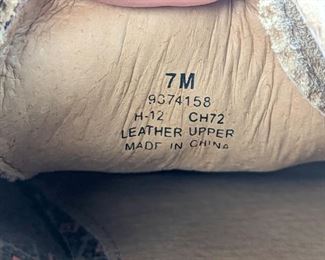 7M
9374158
H-12 CH72
LEATHER UPPER
MADE IN CHINA